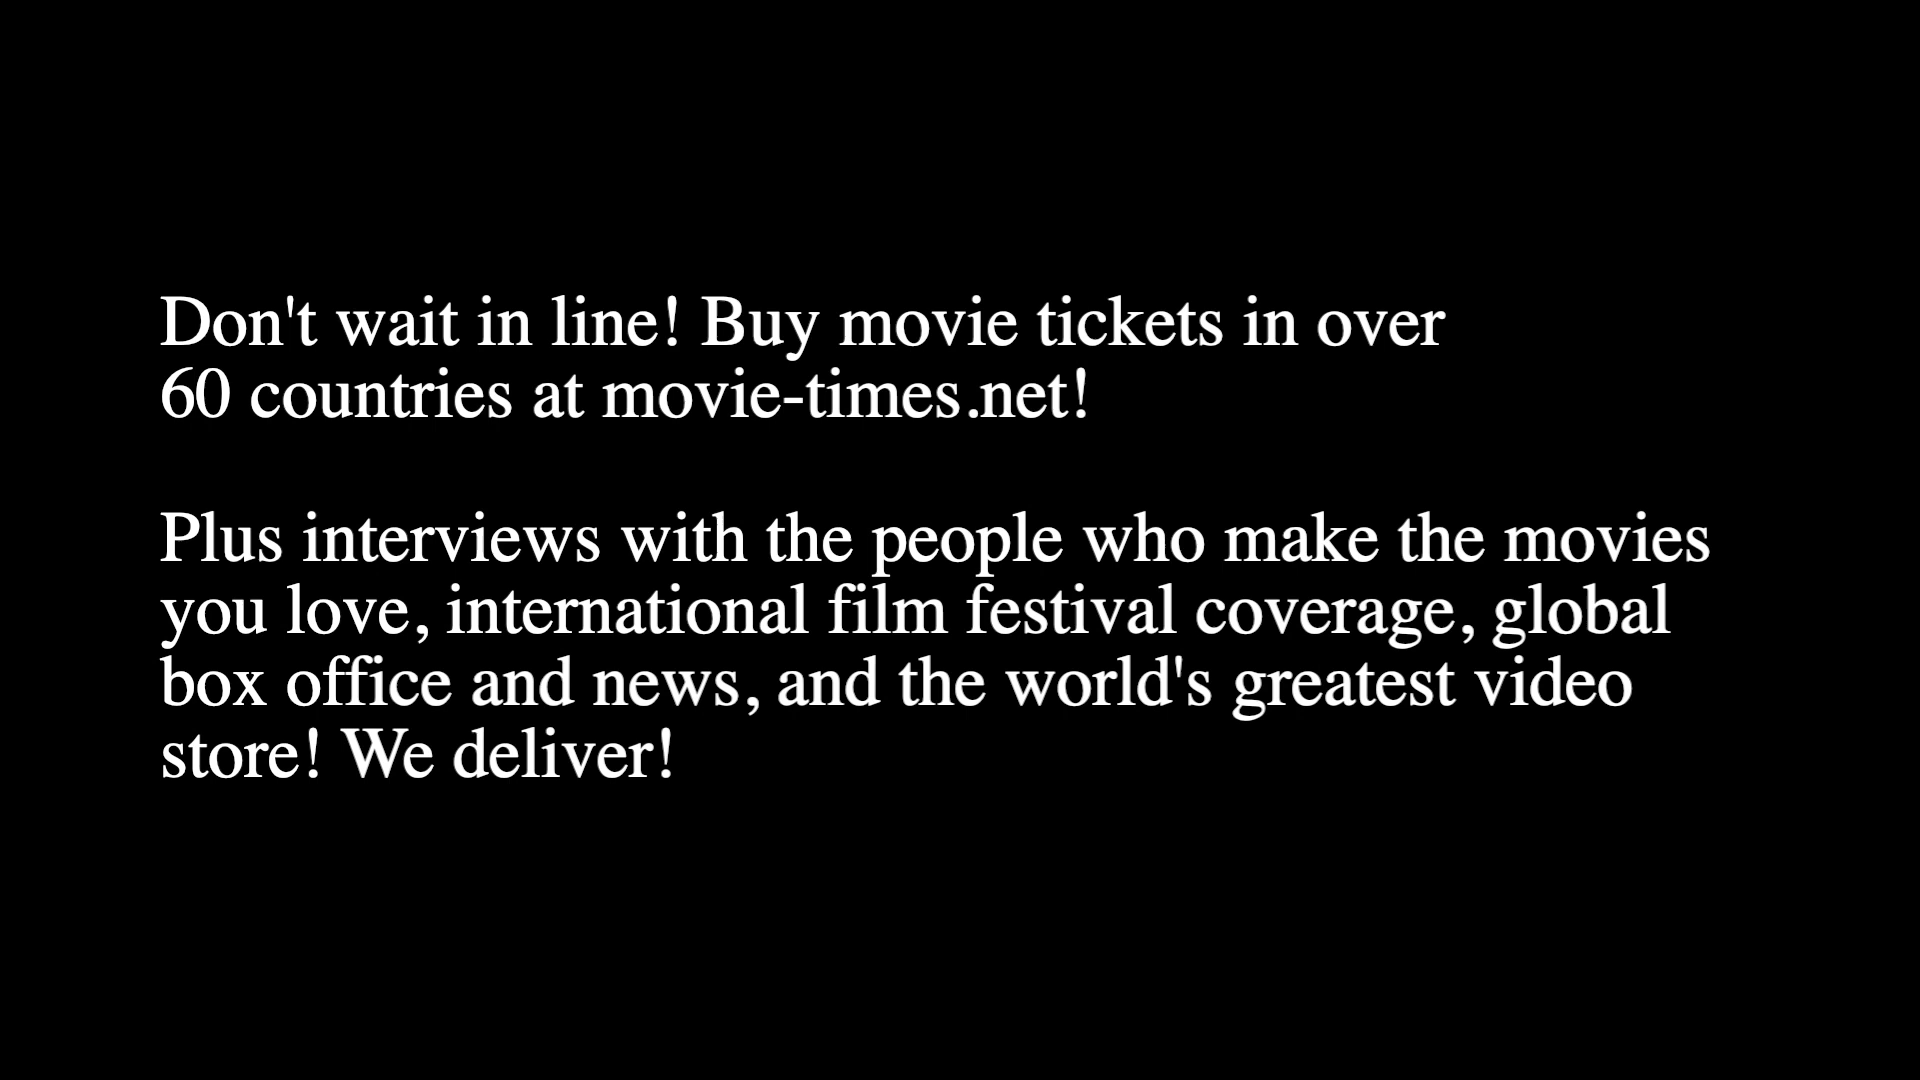 Don't wait in line! Buy movie tickets in over
60 countries at movie-times.net!
Plus interviews with the people who make the movies
you love, international film festival coverage, global
box office and news, and the world's greatest video
store! We deliver!